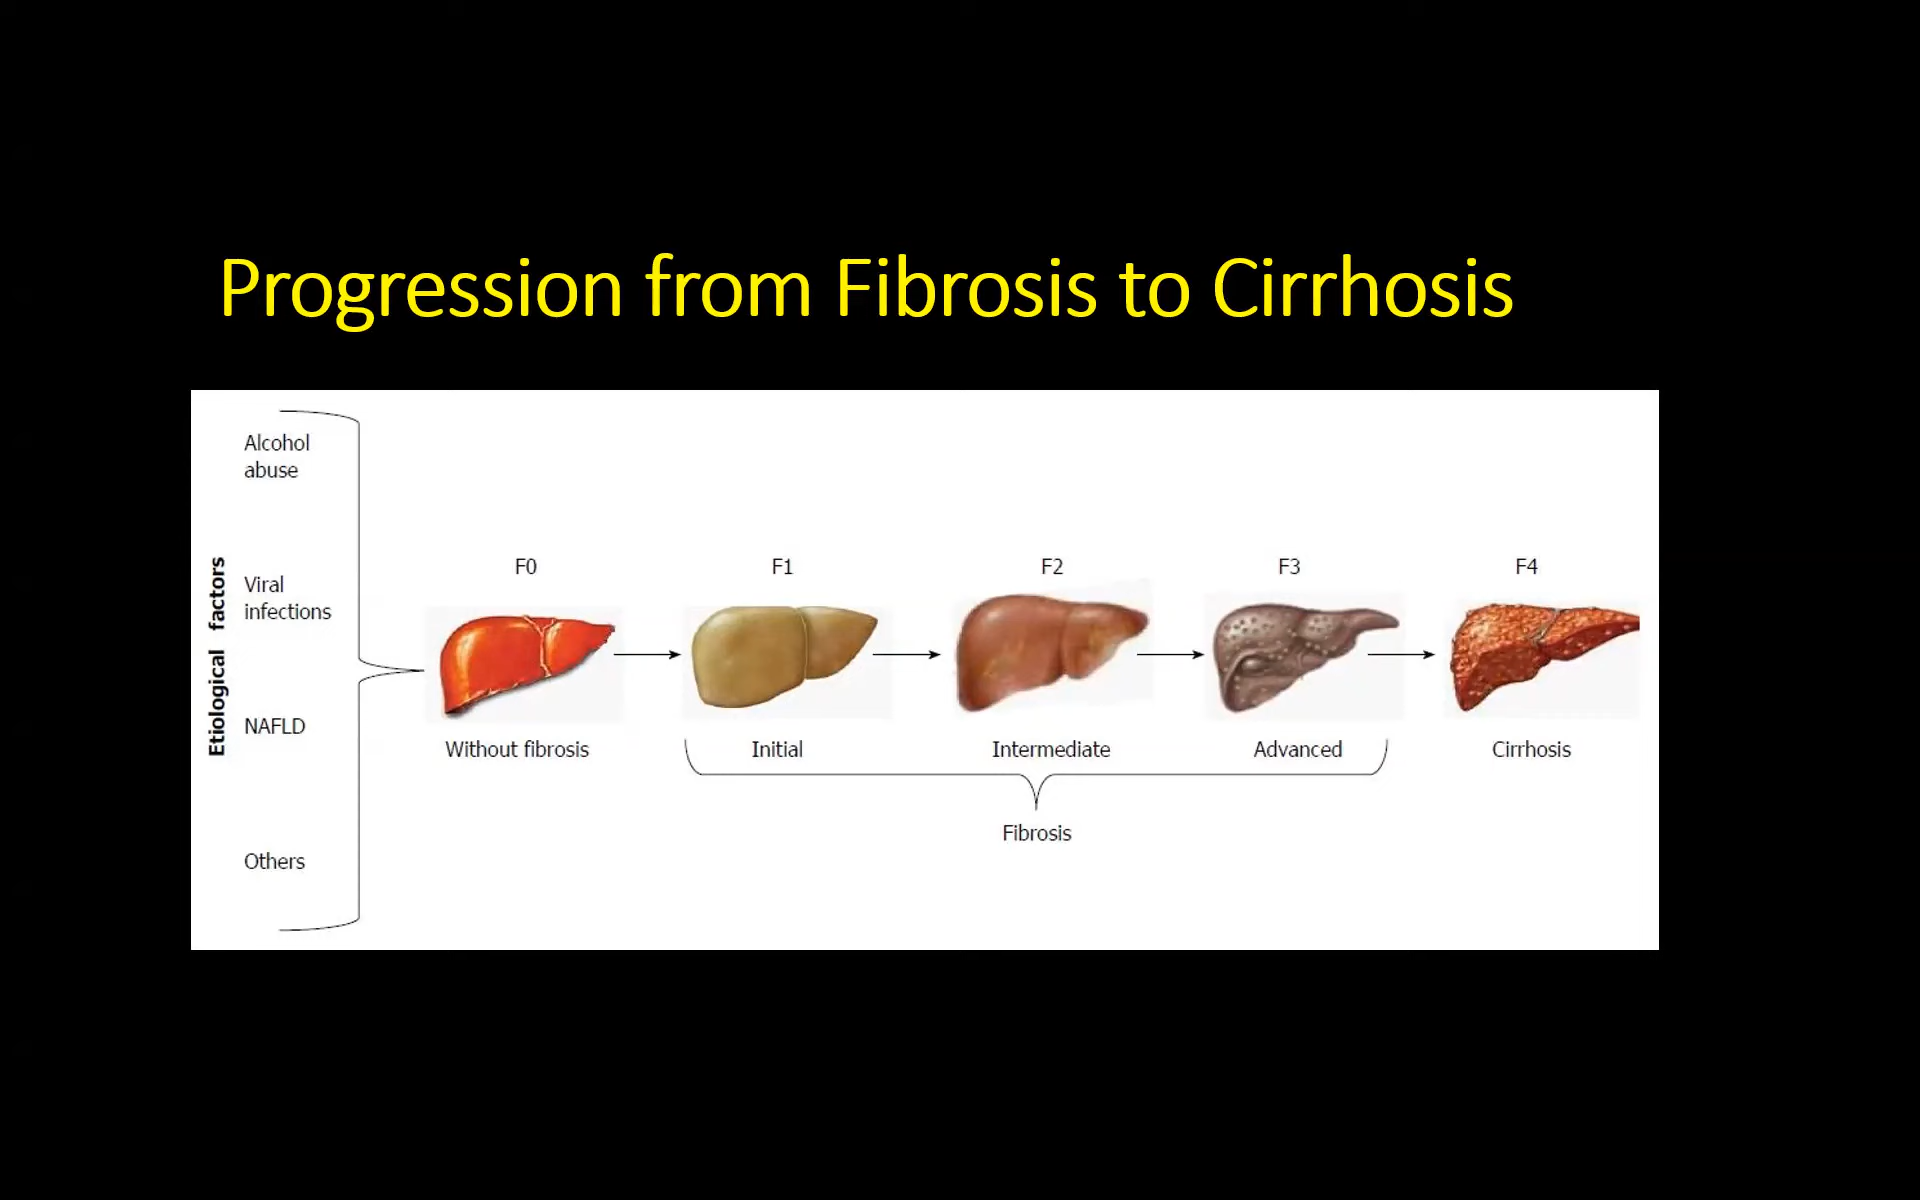 Progression from Fibrosis to Cirrhosis
Etiological factors
Alcohol
abuse
Viral
infections
NAFLD
Others
F0
F1
F2
F3
F4
Without fibrosis
Initial
Intermediate
Advanced
Cirrhosis
Fibrosis